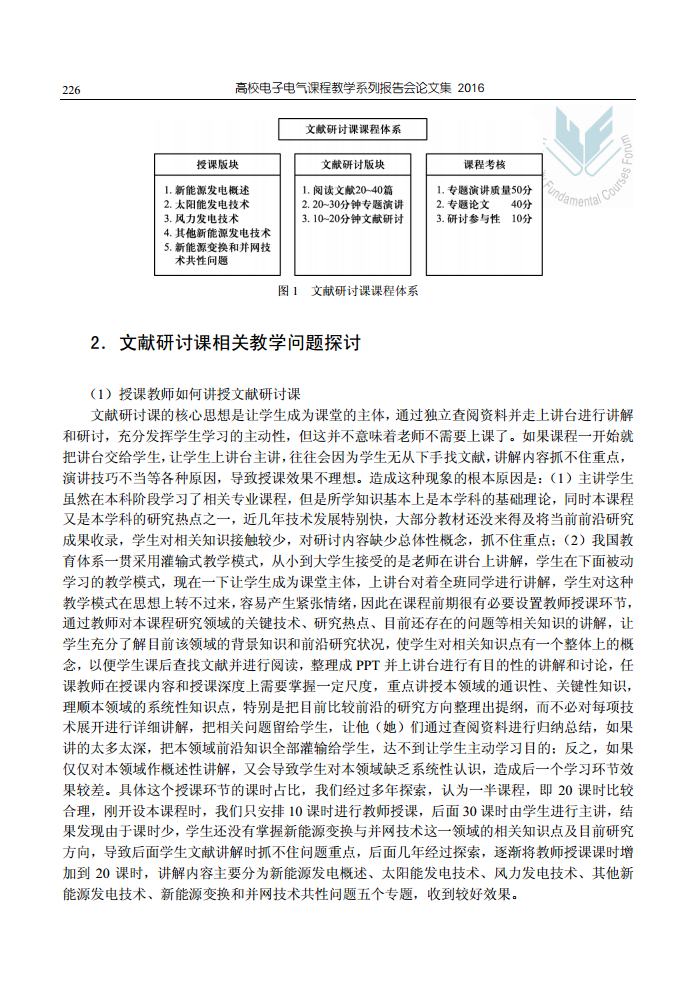 226
高校电子电气课程教学系列报告会论文集 2016
Fundamental Courses Forum
文献研讨课课程体系
授课版块
1. 新能源发电概述
2. 太阳能发电技术
3. 风力发电技术
4. 其他新能源发电技术
5. 新能源变换和并网技
术共性问题
文献研讨版块
1. 阅读文献20~40篇
2. 20~30分钟专题演讲
3. 10~20分钟文献研讨
课程考核
1. 专题演讲质量50分
2. 专题论文 40分
3. 研讨参与性 10分
图 1 文献研讨课课程体系
2. 文献研讨课相关教学问题探讨
（1）授课教师如何讲授文献研讨课
文献研讨课的核心思想是让学生成为课堂的主体，通过独立查阅资料并走上讲台进行讲解
和研讨，充分发挥学生学习的主动性，但这并不意味着老师不需要上课了。如果课程一开始就
把讲台交给学生，让学生上讲台主讲，往往会因为学生无从下手找文献，讲解内容抓不住重点，
演讲技巧不当等各种原因，导致授课效果不理想。造成这种现象的根本原因是：（1）主讲学生
虽然在本科阶段学习了相关专业课程，但是所学知识基本上是本学科的基础理论，同时本课程
又是本学科的研究热点之一，近几年技术发展特别快，大部分教材还没来得及将当前前沿研究
成果收录，学生对相关知识接触较少，对研讨内容缺少总体性概念，抓不住重点；（2）我国教
育体系一贯采用灌输式教学模式，从小到大学生接受的是老师在讲台上讲解，学生在下面被动
学习的教学模式，现在一下让学生成为课堂主体，上讲台对着全班同学进行讲解，学生对这种
教学模式在思想上转不过来，容易产生紧张情绪，因此在课程前期很有必要设置教师授课环节，
通过教师对本课程研究领域的关键技术、研究热点、目前还存在的问题等相关知识的讲解，让
学生充分了解目前该领域的背景知识和前沿研究状况，使学生对相关知识点有一个整体上的概
念，以便学生课后查找文献并进行阅读，整理成 PPT 并上讲台进行有目的性的讲解和讨论，任
课教师在授课内容和授课深度上需要掌握一定尺度，重点讲授本领域的通识性、关键性知识，
理顺本领域的系统性知识点，特别是把目前比较前沿的研究方向整理出提纲，而不必对每项技
术展开进行详细讲解，把相关问题留给学生，让他（她）们通过查阅资料进行归纳总结，如果
讲的太多太深，把本领域前沿知识全部灌输给学生，达不到让学生主动学习目的；反之，如果
仅仅对本领域作概述性讲解，又会导致学生对本领域缺乏系统性认识，造成后一个学习环节效
果较差。具体这个授课环节的课时占比，我们经过多年探索，认为一半课程，即 20 课时比较
合理，刚开设本课程时，我们只安排 10 课时进行教师授课，后面 30 课时由学生进行主讲，结
果发现由于课时少，学生还没有掌握新能源变换与并网技术这一领域的相关知识点及目前研究
方向，导致后面学生文献讲解时抓不住问题重点，后面几年经过探索，逐渐将教师授课课时增
加到 20 课时，讲解内容主要分为新能源发电概述、太阳能发电技术、风力发电技术、其他新
能源发电技术、新能源变换和并网技术共性问题五个专题，收到较好效果。